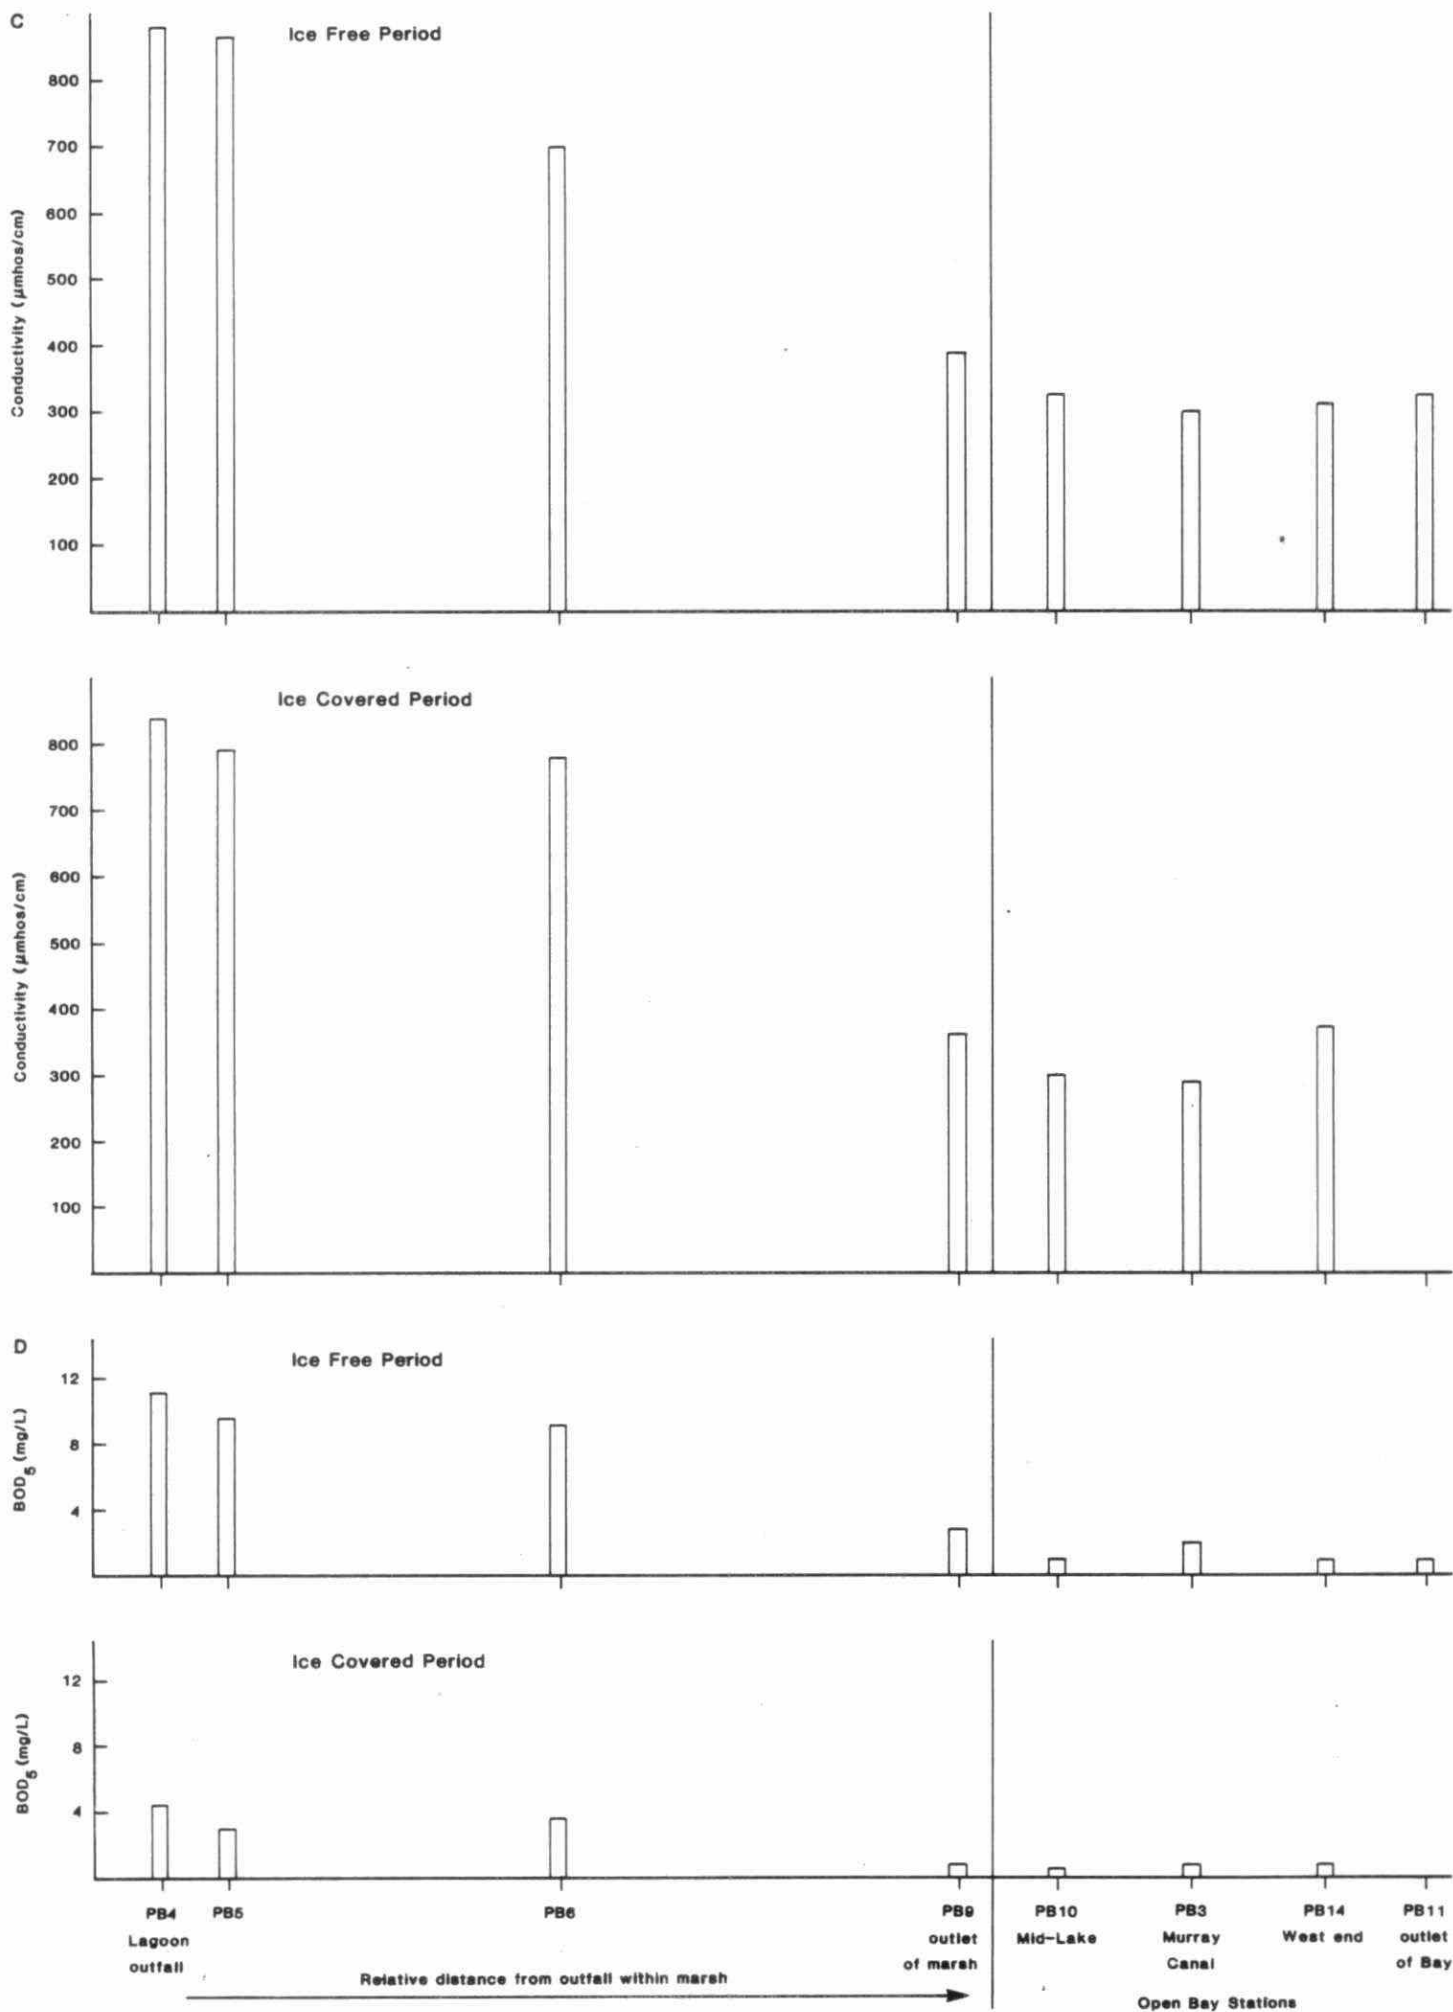 C
Ice Free Period
800
700
600
500
400
300
200
100
Conductivity (µmhos/cm)
Ice Covered Period
800
700
600
500
400
300
200
100
Conductivity (µmhos/cm)
D
Ice Free Period
12
8
4
BOD5 (mg/L)
Ice Covered Period
12
8
4
BOD5 (mg/L)
PB4 PB5 PB6 PB9 PB10 PB3 PB14 PB11
Lagoon outlet Mid-Lake Murray West end outlet
outfall of marsh Canal of Bay
Relative distance from outfall within marsh
Open Bay Stations